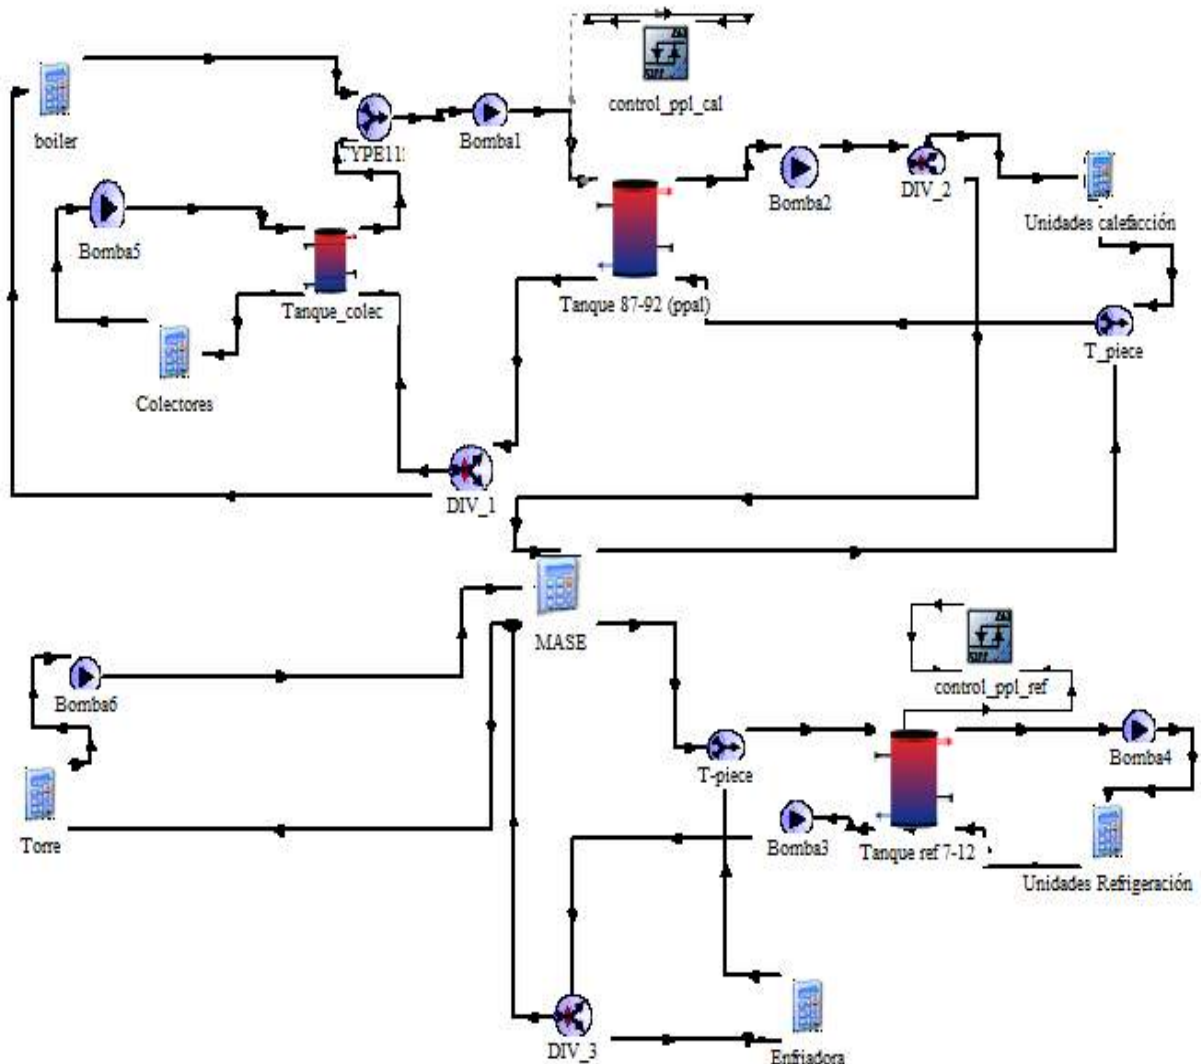 control_ppl_cal
boiler
TYPE11
Bomba1
Bomba2
DIV_2
Unidades calefacción
Bomba5
Tanque_colec
Tanque 87-92 (ppal)
T_piece
Colectores
DIV_1
MASE
control_ppl_ref
Bomba6
T-piece
Bomba4
Torre
Bomba3
Tanque ref 7-12
Unidades Refrigeración
DIV_3
Enfriadora